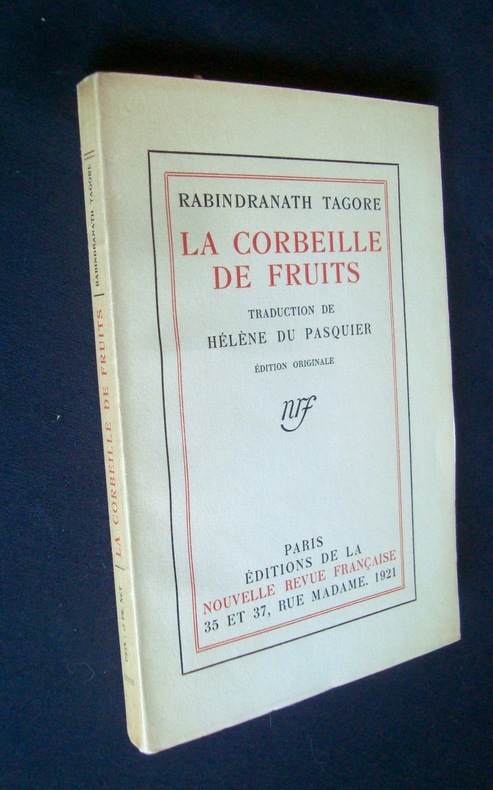 RABINDRANATH TAGORE
LA CORBEILLE
DE FRUITS
TRADUCTION DE
HÉLÈNE DU PASQUIER
ÉDITION ORIGINALE
nrf
PARIS
ÉDITIONS DE LA
NOUVELLE REVUE FRANÇAISE
35 ET 37, RUE MADAME. 1921
RABINDRANATH TAGORE
LA CORBEILLE DE FRUITS